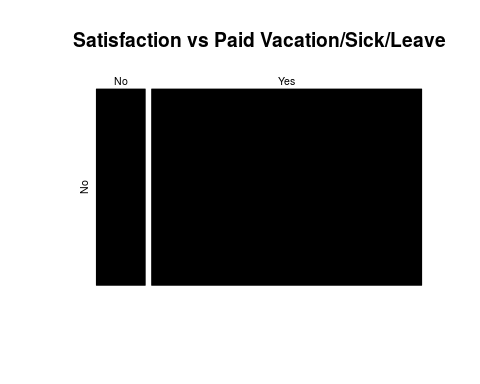 Satisfaction vs Paid Vacation/Sick/Leave
No Yes
No